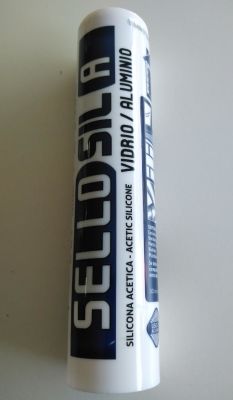 SELLOSIL A
VIDRIO / ALUMINIO
SILICONA ACETICA - ACETIC SILICONE